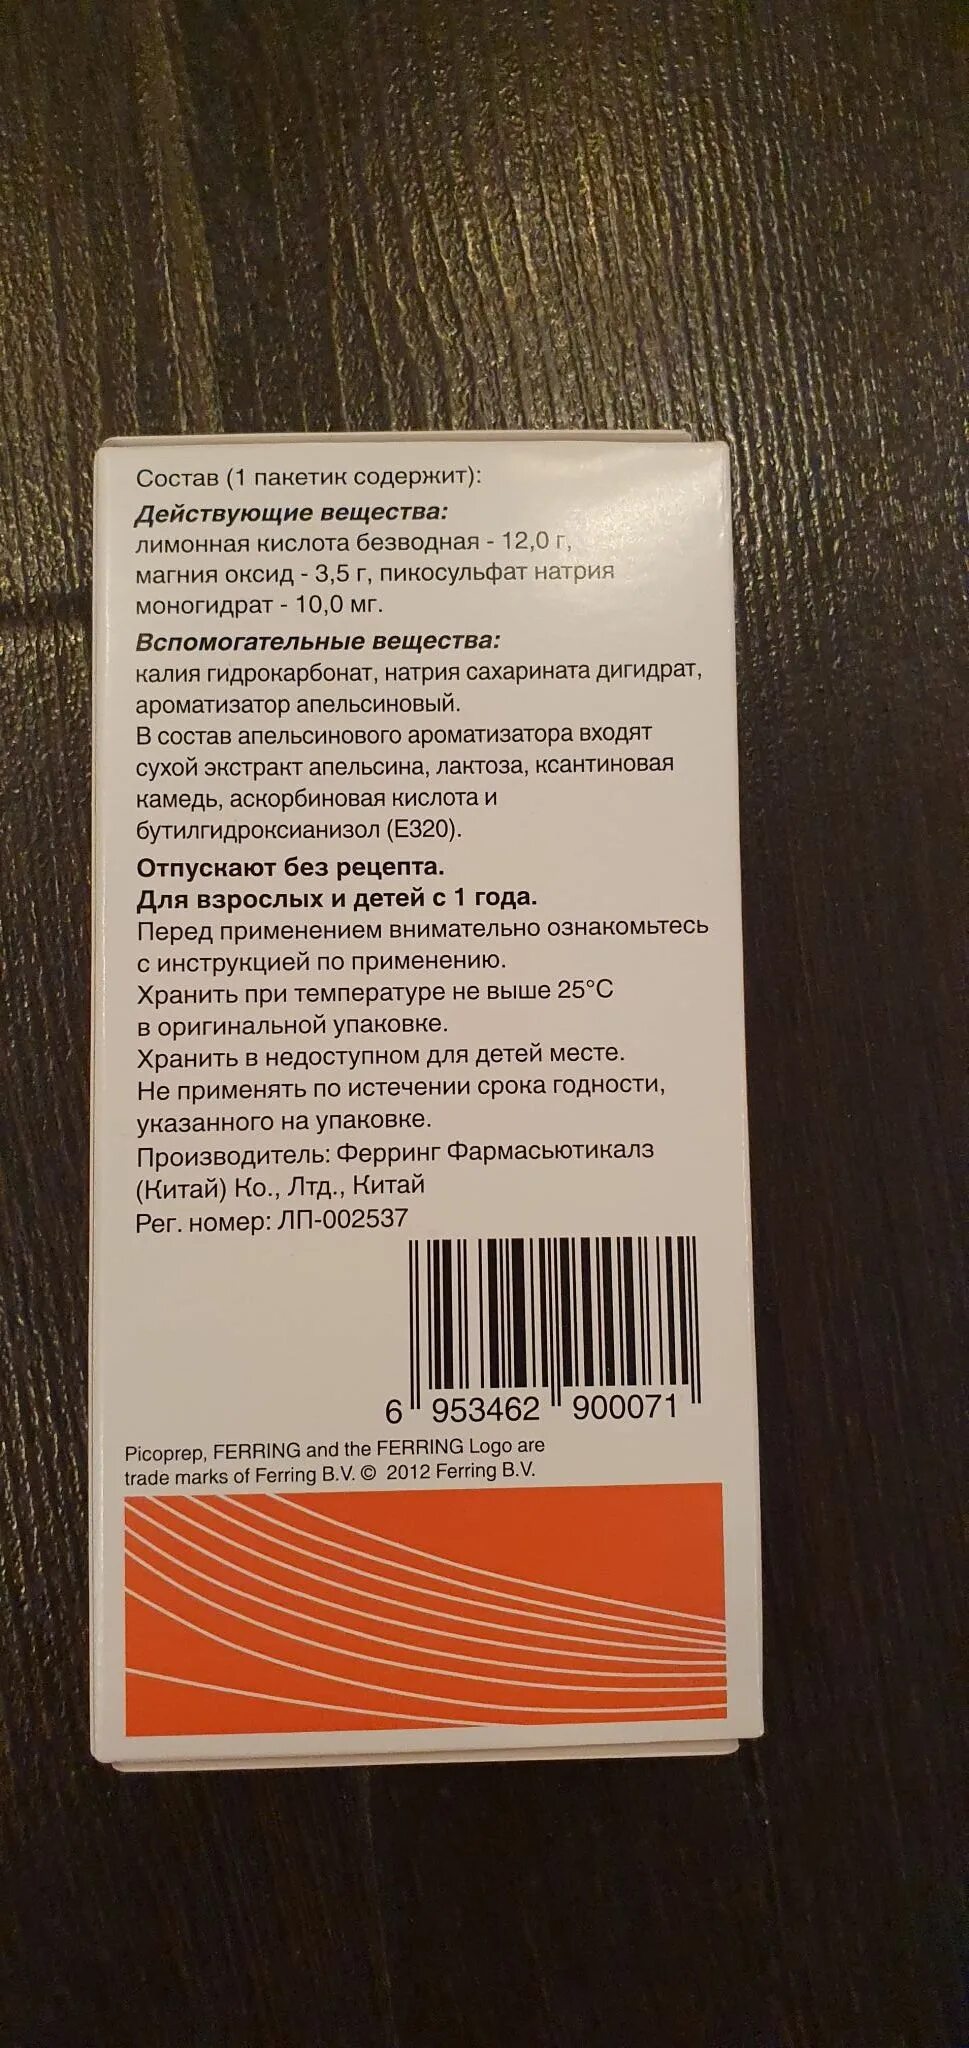 Состав (1 пакетик содержит):
Действующие вещества:
лимонная кислота безводная - 12,0 г,
магния оксид - 3,5 г, пикосульфат натрия
моногидрат - 10,0 мг.
Вспомогательные вещества:
калия гидрокарбонат, натрия сахарината дигидрат,
ароматизатор апельсиновый.
В состав апельсинового ароматизатора входят
сухой экстракт апельсина, лактоза, ксантиновая
камедь, аскорбиновая кислота и
бутилгидроксианизол (Е320).
Отпускают без рецепта.
Для взрослых и детей с 1 года.
Перед применением внимательно ознакомьтесь
с инструкцией по применению.
Хранить при температуре не выше 25°С
в оригинальной упаковке.
Хранить в недоступном для детей месте.
Не применять по истечении срока годности,
указанного на упаковке.
Производитель: Ферринг Фармасьютикалз
(Китай) Ко., Лтд., Китай
Рег. номер: ЛП-002537
6 953462 900071
Picoprep, FERRING and the FERRING Logo are
trade marks of Ferring B.V. © 2012 Ferring B.V.